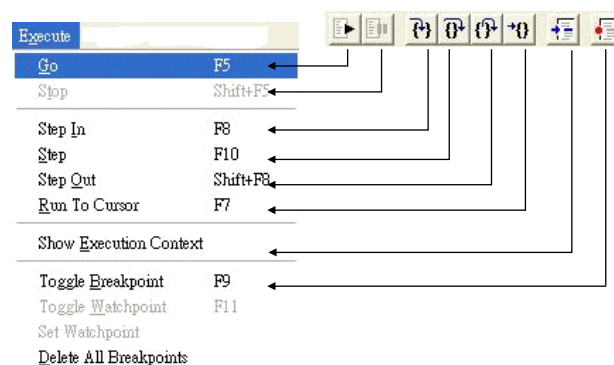 Execute
Go F5
Stop Shift+F5
Step In F8
Step F10
Step Out Shift+F8
Run To Cursor F7
Show Execution Context
Toggle Breakpoint F9
Toggle Watchpoint F11
Set Watchpoint
Delete All Breakpoints